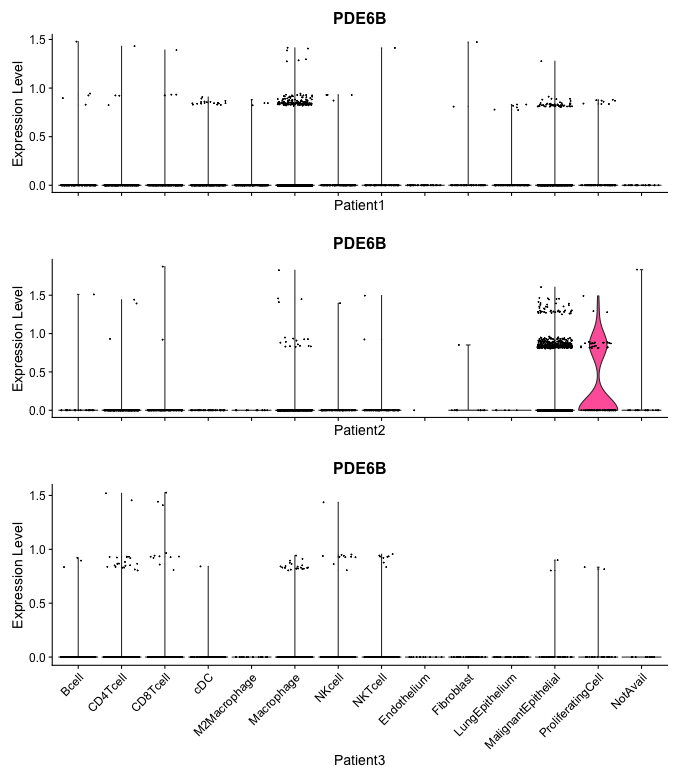 PDE6B
Expression Level
1.5
1.0
0.5
0.0
Patient1
PDE6B
Expression Level
1.5
1.0
0.5
0.0
Patient2
PDE6B
Expression Level
1.5
1.0
0.5
0.0
Bcell
CD4Tcell
CD8Tcell
cDC
M2Macrophage
Macrophage
NKcell
NKTcell
Endothelium
Fibroblast
LungEpithelium
MalignantEpithelial
ProliferatingCell
NotAvail
Patient3